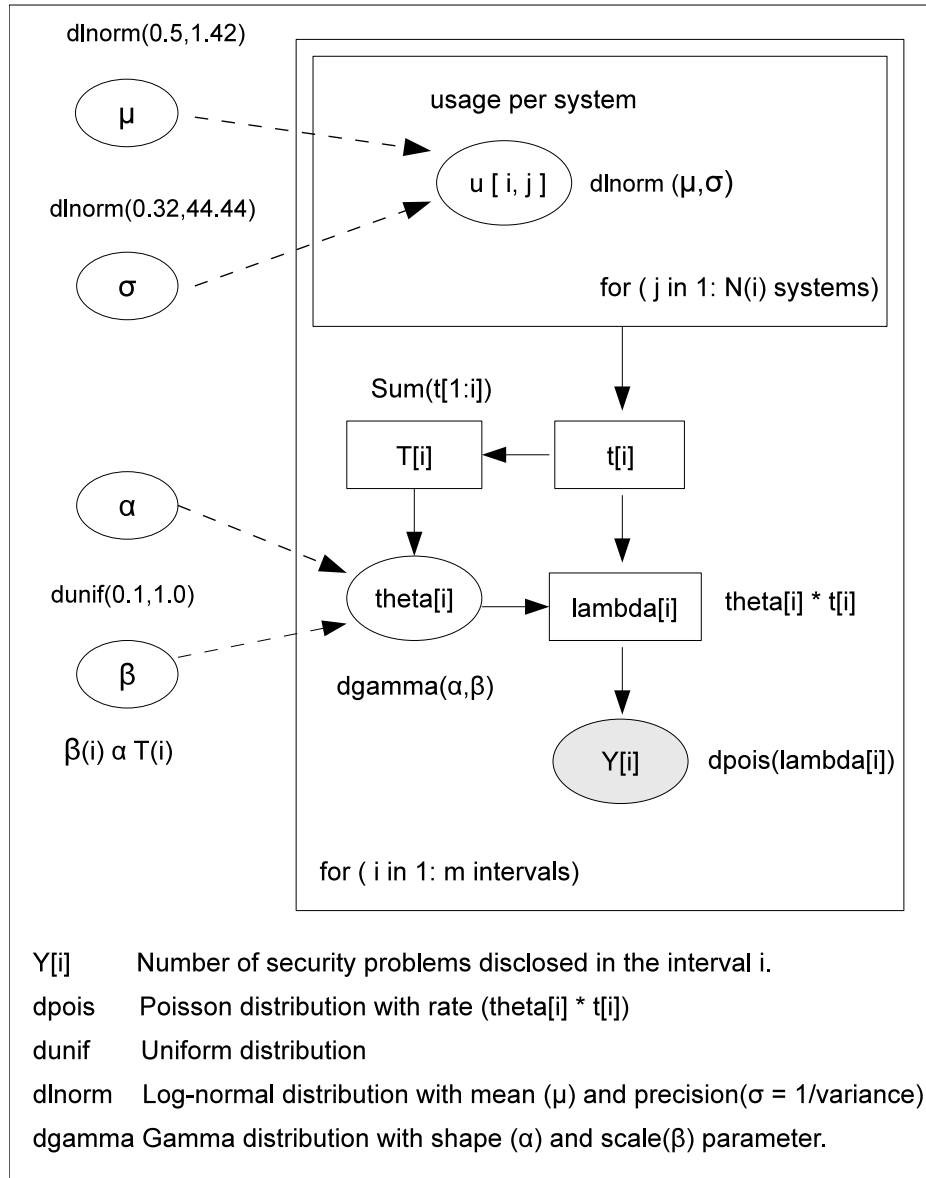 dlnorm(0.5,1.42)
μ
usage per system
u [ i, j ]
dlnorm (μ,σ)
dlnorm(0.32,44.44)
σ
for ( j in 1: N(i) systems)
Sum(t[1:i])
T[i]
t[i]
α
dunif(0.1,1.0)
theta[i]
lambda[i]
theta[i] * t[i]
β
dgamma(α,β)
β(i) α T(i)
Y[i]
dpois(lambda[i])
for ( i in 1: m intervals)
Y[i] Number of security problems disclosed in the interval i.
dpois Poisson distribution with rate (theta[i] * t[i])
dunif Uniform distribution
dlnorm Log-normal distribution with mean (μ) and precision(σ = 1/variance)
dgamma Gamma distribution with shape (α) and scale(β) parameter.